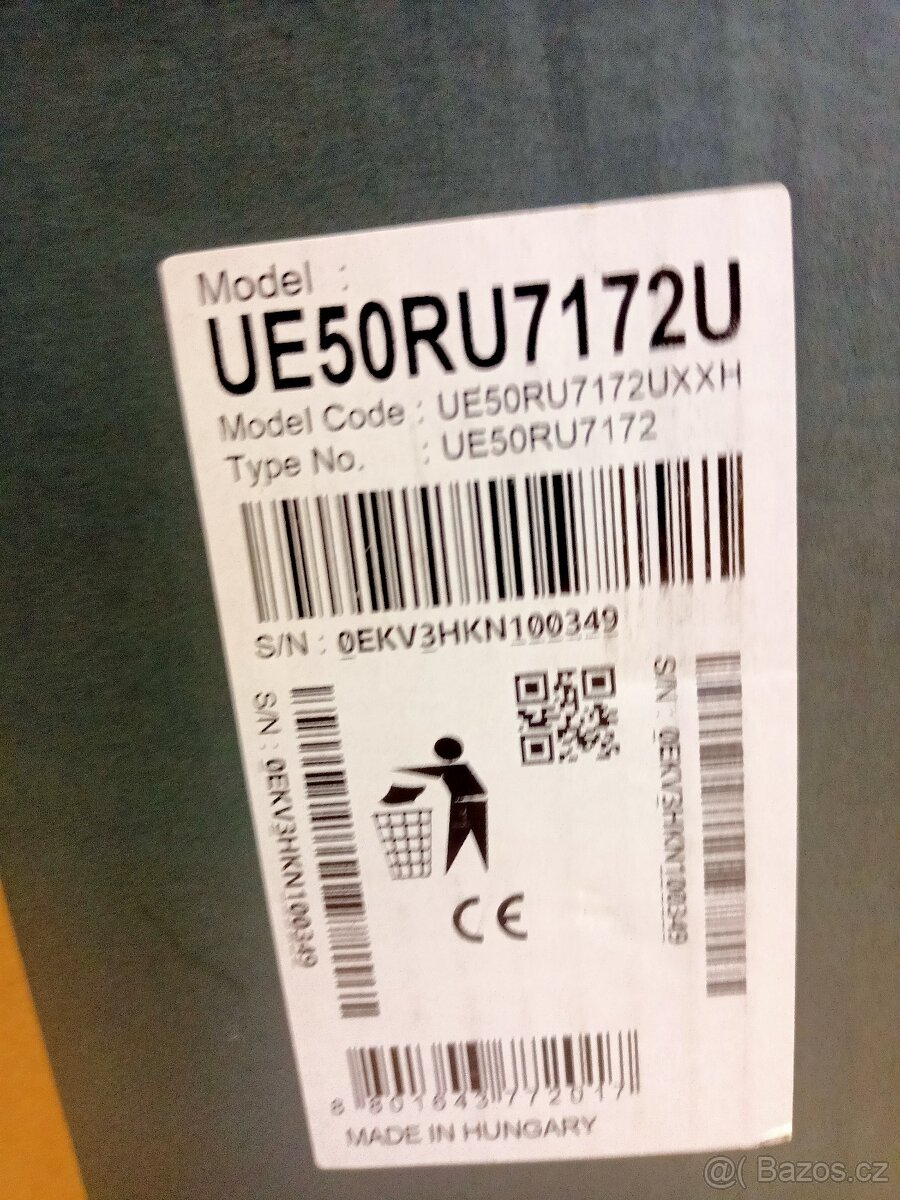 Model :
UE50RU7172U
Model Code : UE50RU7172UXXH
Type No. : UE50RU7172
S/N : 0EKV3HKN100349
S/N : 0EKV3HKN100349
S/N : 0EKV3HKN100349
CE
8 801643 772017
MADE IN HUNGARY
@( Bazos.cz